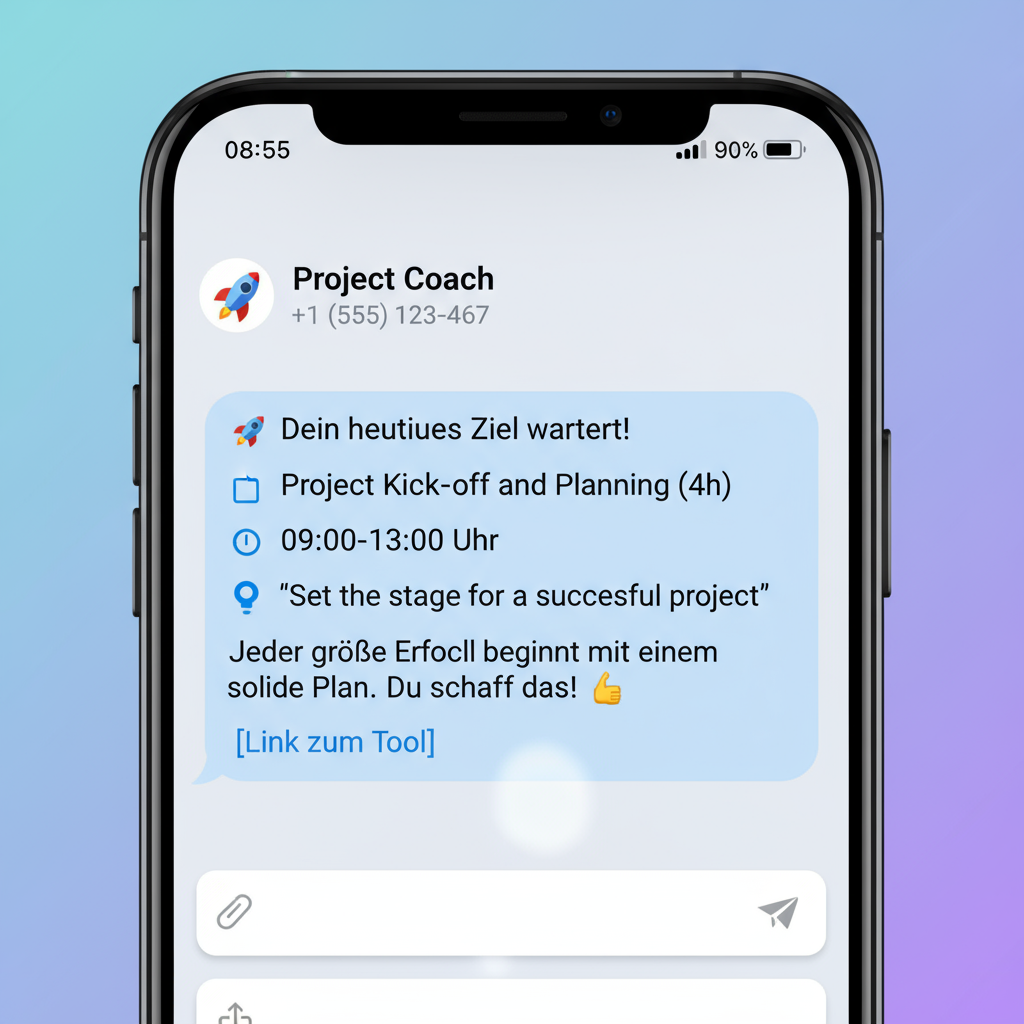 08:55
90%
Project Coach
+1 (555) 123-467
Dein heutiues Ziel wartert!
Project Kick-off and Planning (4h)
09:00-13:00 Uhr
"Set the stage for a succesful project"
Jeder größe Erfocll beginnt mit einem
solide Plan. Du schaff das! 👍
[Link zum Tool]